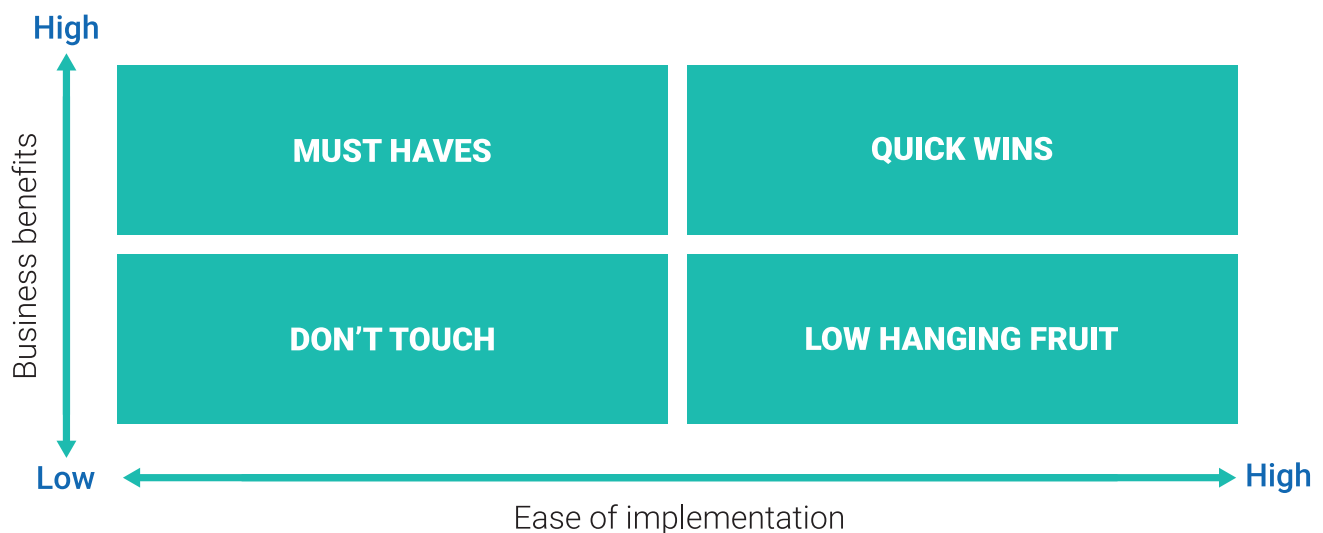 High
MUST HAVES
QUICK WINS
Business benefits
DON’T TOUCH
LOW HANGING FRUIT
Low
High
Ease of implementation